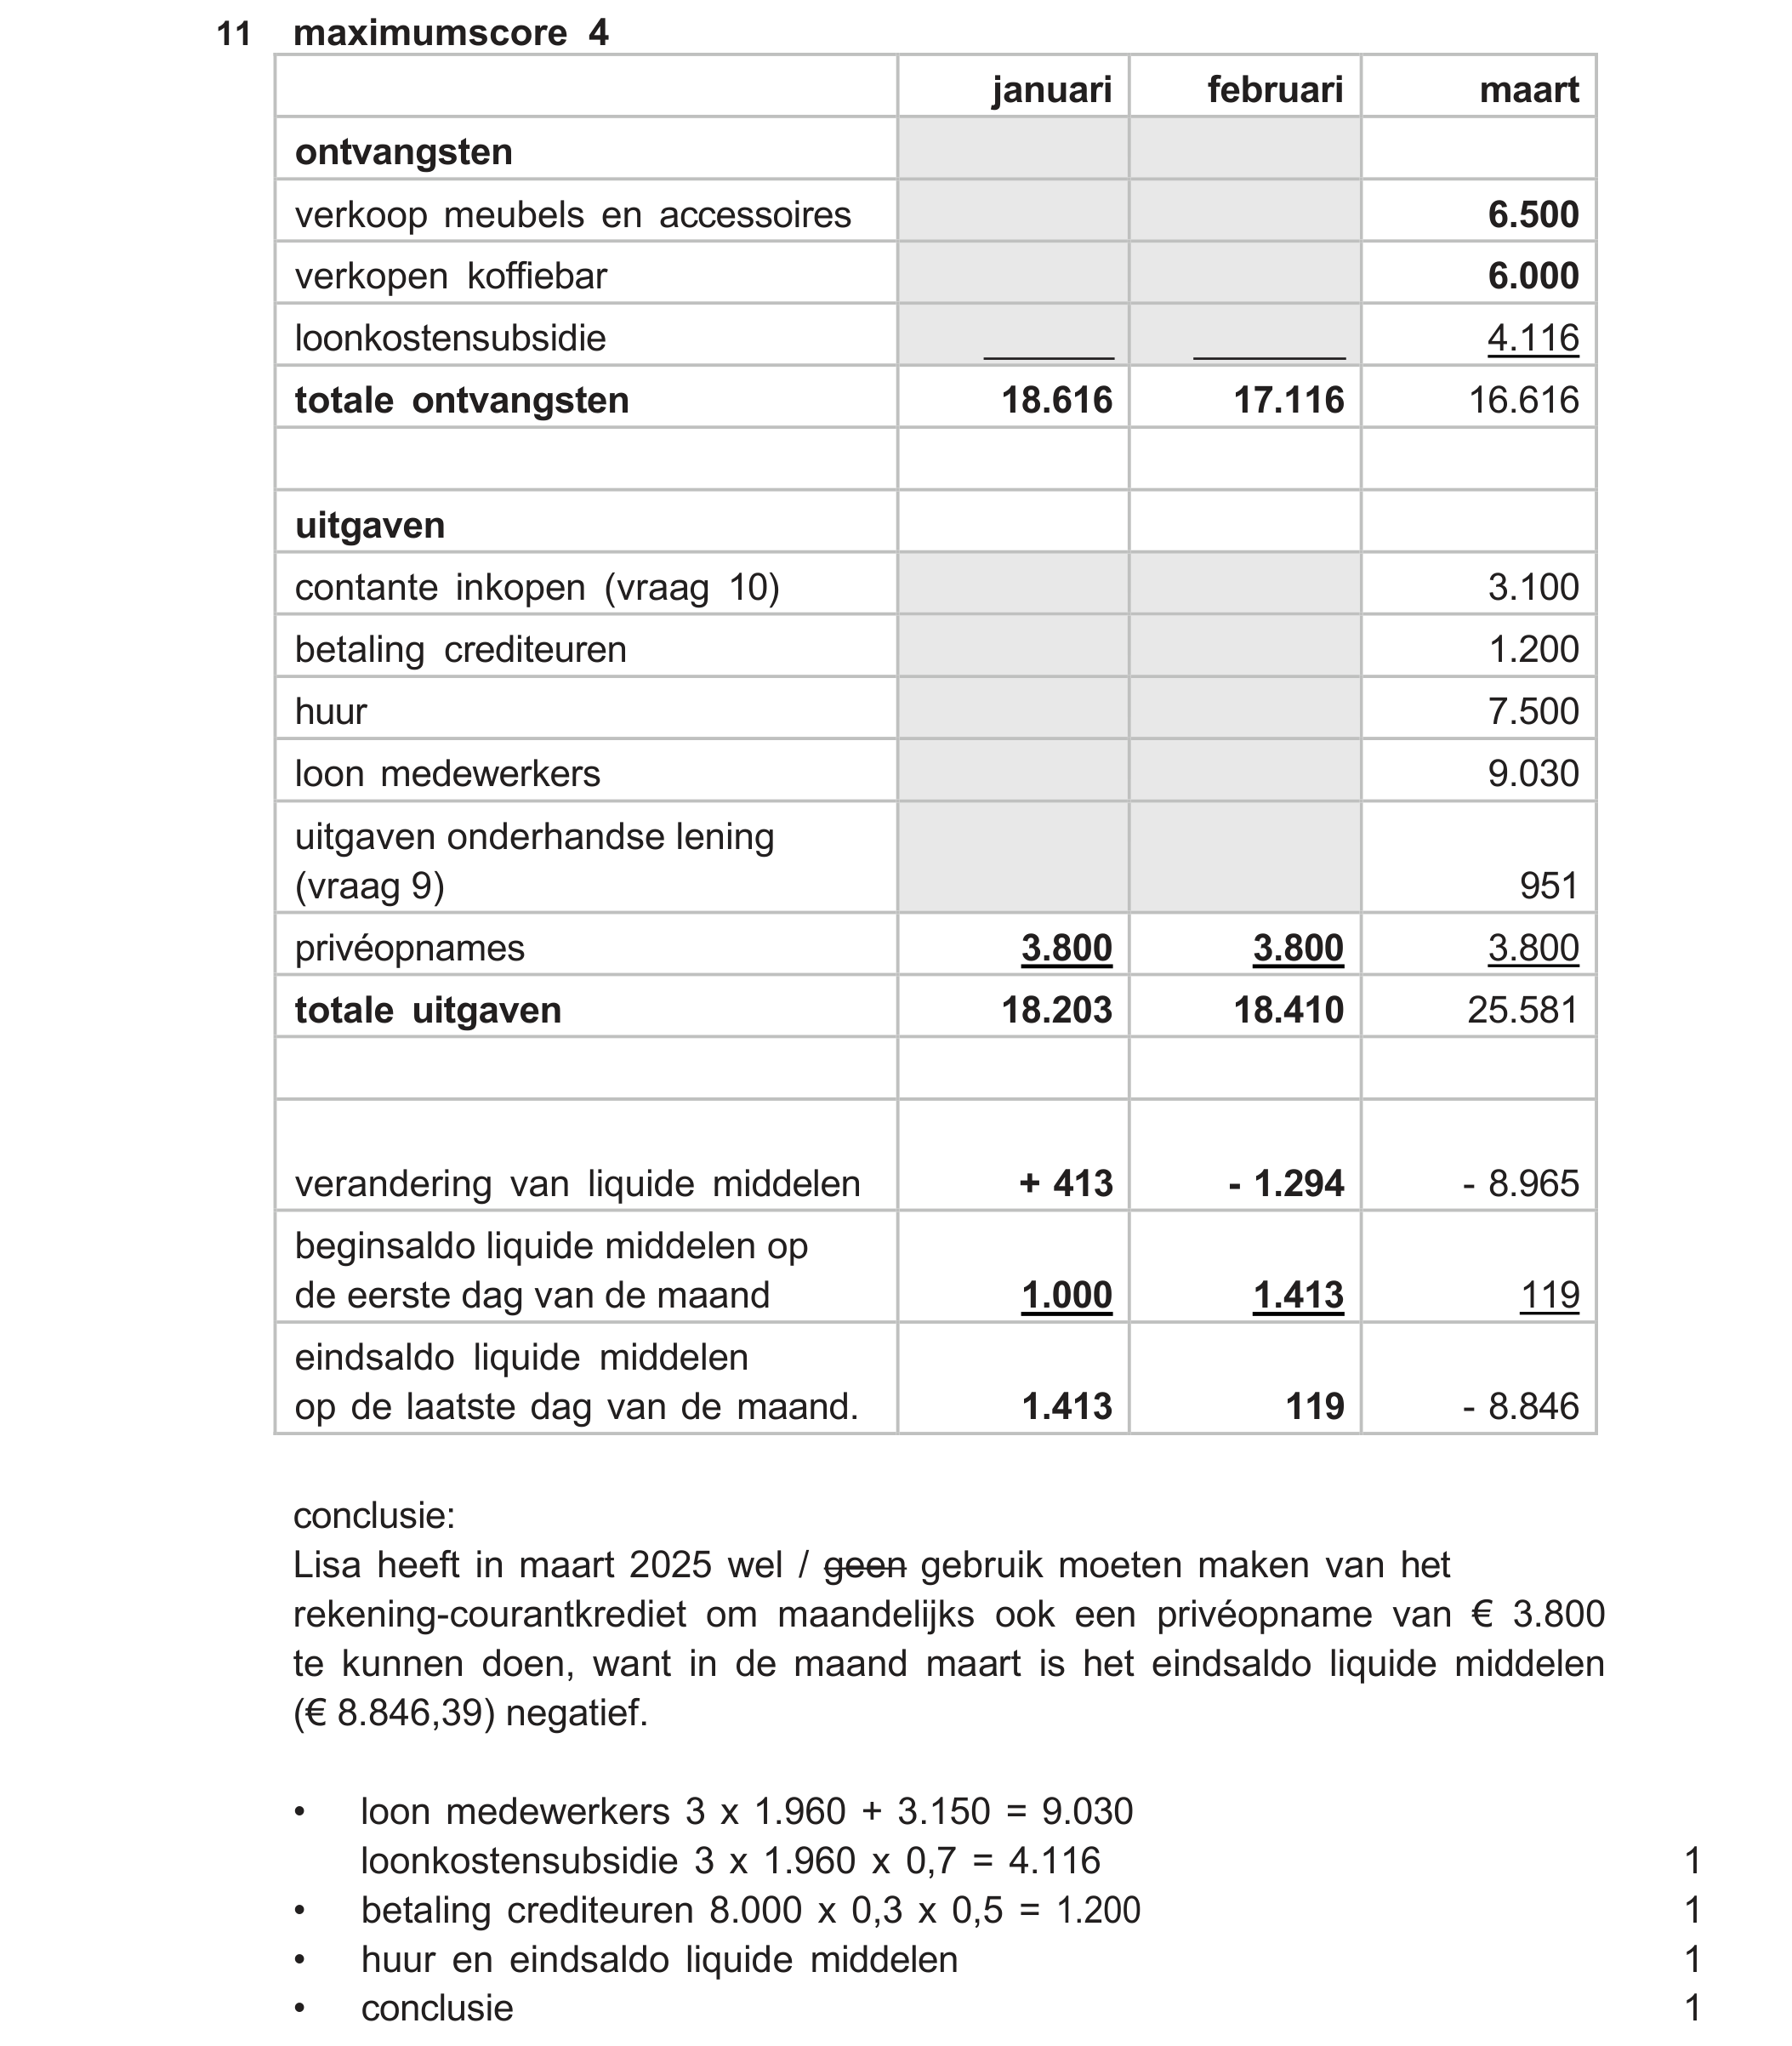 11 maximumscore 4
januari februari maart
ontvangsten
verkoop meubels en accessoires 6.500
verkopen koffiebar 6.000
loonkostensubsidie 4.116
totale ontvangsten 18.616 17.116 16.616
uitgaven
contante inkopen (vraag 10) 3.100
betaling crediteuren 1.200
huur 7.500
loon medewerkers 9.030
uitgaven onderhandse lening
(vraag 9) 951
privéopnames 3.800 3.800 3.800
totale uitgaven 18.203 18.410 25.581
verandering van liquide middelen + 413 - 1.294 - 8.965
beginsaldo liquide middelen op
de eerste dag van de maand 1.000 1.413 119
eindsaldo liquide middelen
op de laatste dag van de maand. 1.413 119 - 8.846
conclusie:
Lisa heeft in maart 2025 wel / geen gebruik moeten maken van het
rekening-courantkrediet om maandelijks ook een privéopname van € 3.800
te kunnen doen, want in de maand maart is het eindsaldo liquide middelen
(€ 8.846,39) negatief.
• loon medewerkers 3 x 1.960 + 3.150 = 9.030
loonkostensubsidie 3 x 1.960 x 0,7 = 4.116 1
• betaling crediteuren 8.000 x 0,3 x 0,5 = 1.200 1
• huur en eindsaldo liquide middelen 1
• conclusie 1